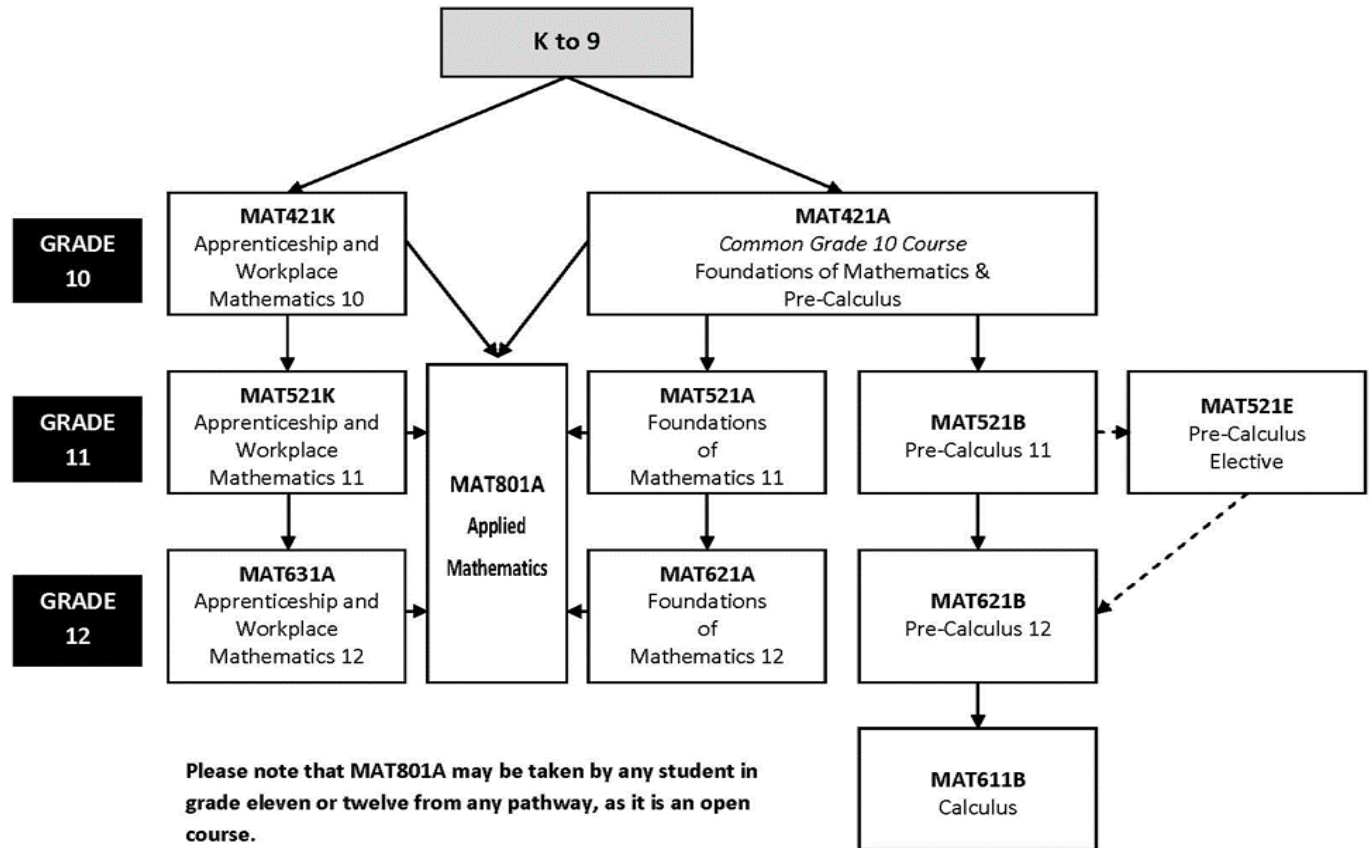 K to 9
GRADE
10
MAT421K
Apprenticeship and
Workplace
Mathematics 10
MAT421A
Common Grade 10 Course
Foundations of Mathematics &
Pre-Calculus
GRADE
11
MAT521K
Apprenticeship and
Workplace
Mathematics 11
MAT801A
Applied
Mathematics
MAT521A
Foundations
of
Mathematics 11
MAT521B
Pre-Calculus 11
MAT521E
Pre-Calculus
Elective
GRADE
12
MAT631A
Apprenticeship and
Workplace
Mathematics 12
MAT621A
Foundations
of
Mathematics 12
MAT621B
Pre-Calculus 12
Please note that MAT801A may be taken by any student in
grade eleven or twelve from any pathway, as it is an open
course.
MAT611B
Calculus